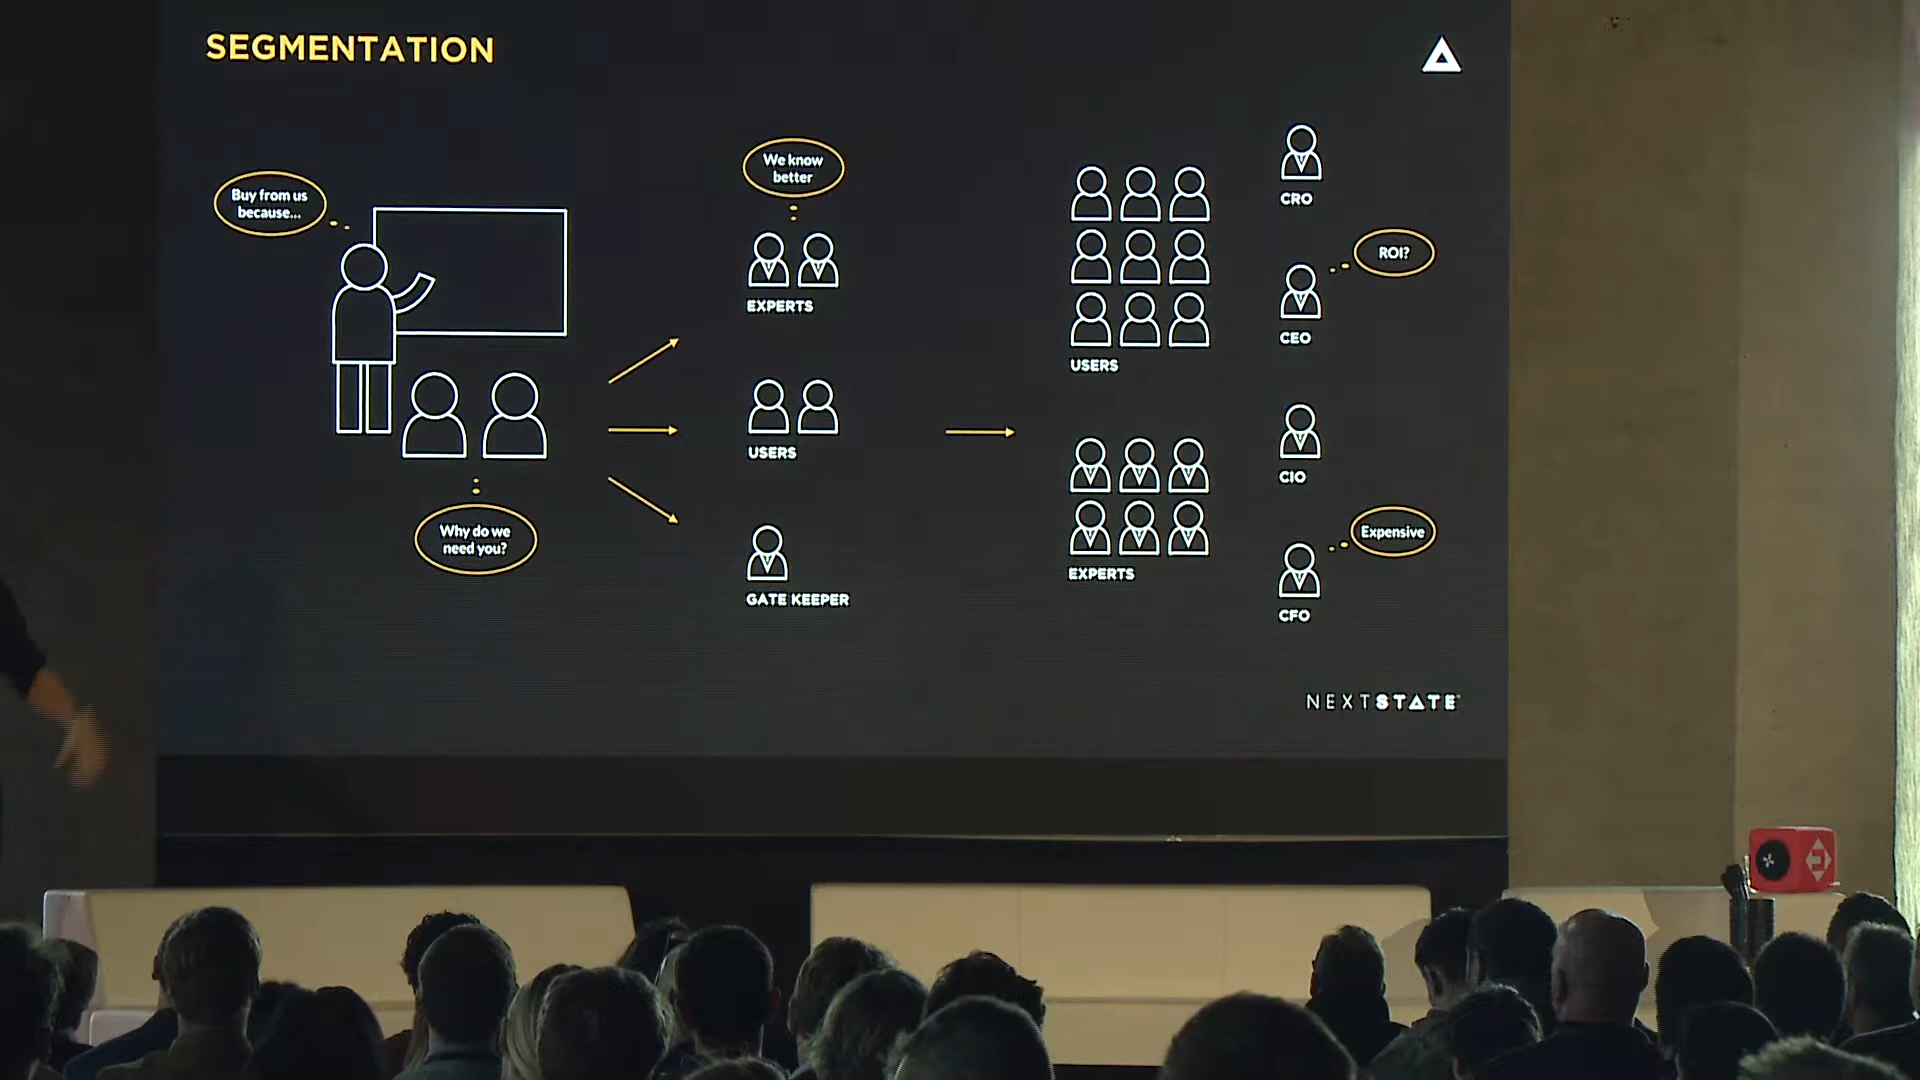 SEGMENTATION
Buy from us
because...
Why do we
need you?
We know
better
EXPERTS
USERS
GATE KEEPER
USERS
EXPERTS
CRO
ROI?
CEO
CIO
Expensive
CFO
NEXTSTATE